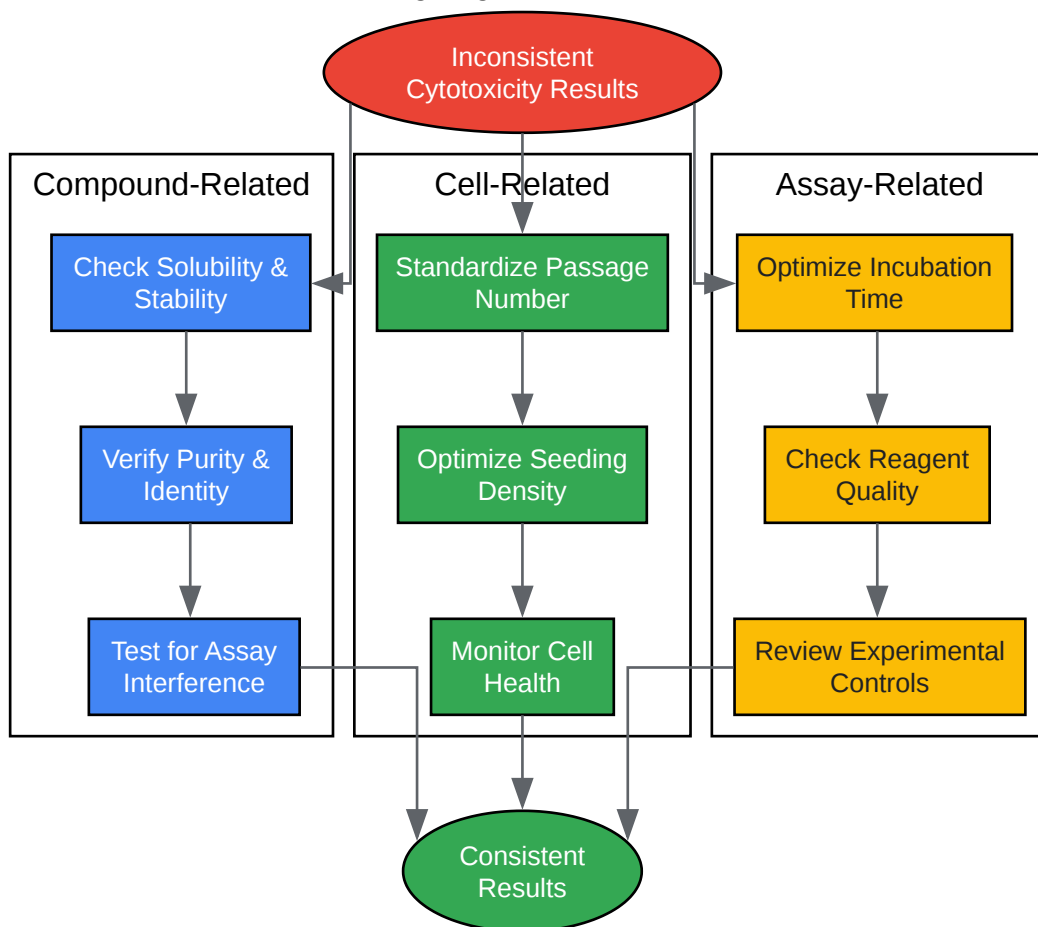 Inconsistent
Cytotoxicity Results
Compound-Related
Check Solubility &
Stability
Verify Purity &
Identity
Test for Assay
Interference
Cell-Related
Standardize Passage
Number
Optimize Seeding
Density
Monitor Cell
Health
Assay-Related
Optimize Incubation
Time
Check Reagent
Quality
Review Experimental
Controls
Consistent
Results